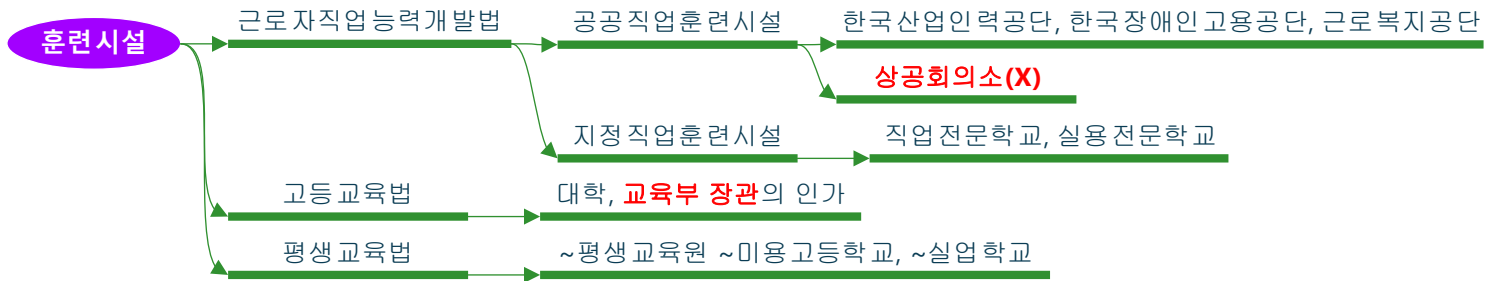 훈련시설
근로자직업능력개발법
공공직업훈련시설
한국산업인력공단, 한국장애인고용공단, 근로복지공단
상공회의소(X)
지정직업훈련시설
직업전문학교, 실용전문학교
고등교육법
대학, 교육부 장관의 인가
평생교육법
~평생교육원 ~미용고등학교, ~실업학교